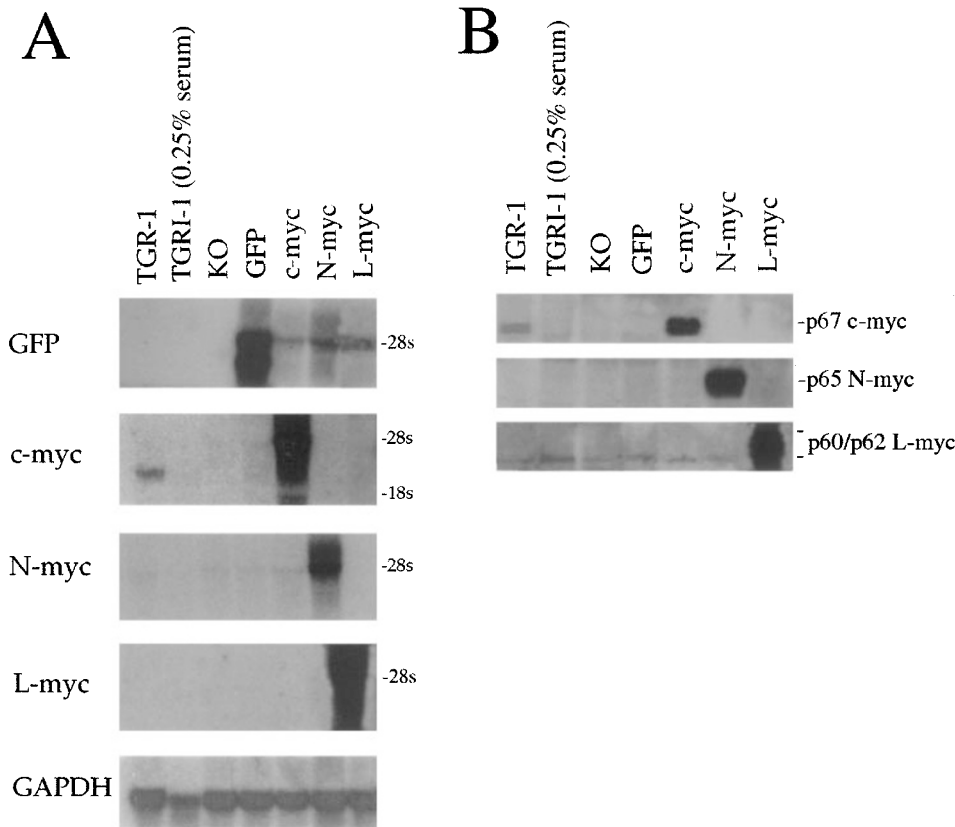 A
TGR-1
TGRI-1 (0.25% serum)
KO
GFP
c-myc
N-myc
L-myc
GFP
-28s
c-myc
-28s
-18s
N-myc
-28s
L-myc
-28s
GAPDH
B
TGR-1
TGRI-1 (0.25% serum)
KO
GFP
c-myc
N-myc
L-myc
-p67 c-myc
-p65 N-myc
p60/p62 L-myc